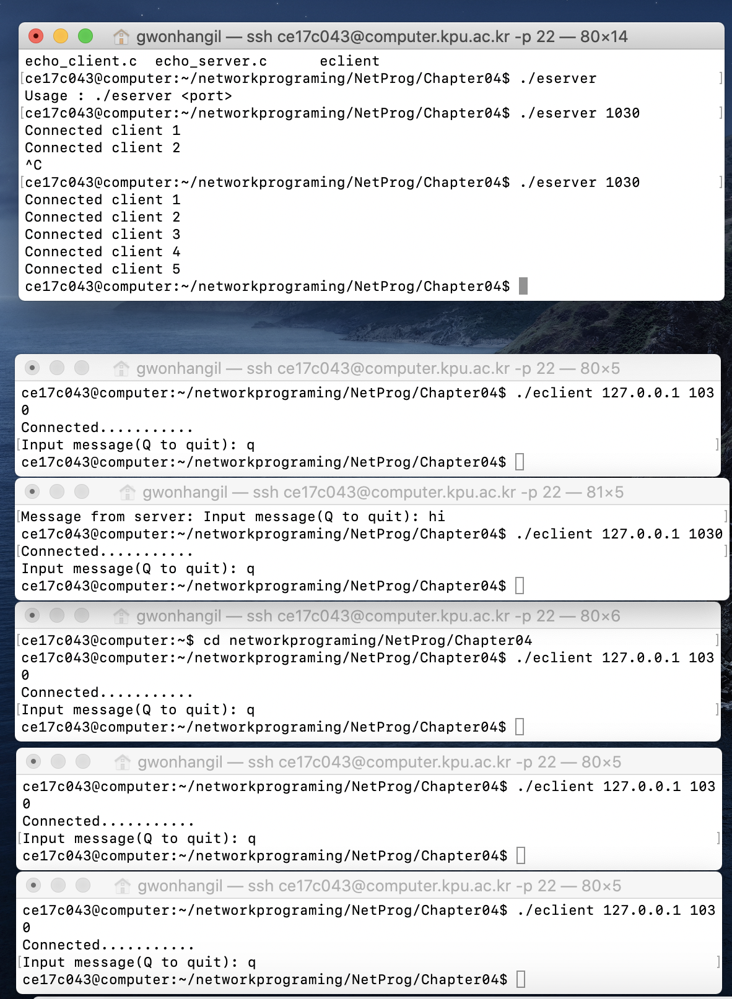 gwonhangil — ssh ce17c043@computer.kpu.ac.kr -p 22 — 80×14
echo_client.c  echo_server.c      eclient
[ce17c043@computer:~/networkprograming/NetProg/Chapter04$ ./eserver ]
Usage : ./eserver <port>
[ce17c043@computer:~/networkprograming/NetProg/Chapter04$ ./eserver 1030 ]
Connected client 1
Connected client 2
^C
[ce17c043@computer:~/networkprograming/NetProg/Chapter04$ ./eserver 1030 ]
Connected client 1
Connected client 2
Connected client 3
Connected client 4
Connected client 5
ce17c043@computer:~/networkprograming/NetProg/Chapter04$
gwonhangil — ssh ce17c043@computer.kpu.ac.kr -p 22 — 80×5
ce17c043@computer:~/networkprograming/NetProg/Chapter04$ ./eclient 127.0.0.1 103
0
Connected...........
[Input message(Q to quit): q ]
ce17c043@computer:~/networkprograming/NetProg/Chapter04$
gwonhangil — ssh ce17c043@computer.kpu.ac.kr -p 22 — 81×5
[Message from server: Input message(Q to quit): hi ]
ce17c043@computer:~/networkprograming/NetProg/Chapter04$ ./eclient 127.0.0.1 1030
[Connected........... ]
Input message(Q to quit): q
ce17c043@computer:~/networkprograming/NetProg/Chapter04$
gwonhangil — ssh ce17c043@computer.kpu.ac.kr -p 22 — 80×6
[ce17c043@computer:~$ cd networkprograming/NetProg/Chapter04 ]
ce17c043@computer:~/networkprograming/NetProg/Chapter04$ ./eclient 127.0.0.1 103
0
Connected...........
[Input message(Q to quit): q ]
ce17c043@computer:~/networkprograming/NetProg/Chapter04$
gwonhangil — ssh ce17c043@computer.kpu.ac.kr -p 22 — 80×5
ce17c043@computer:~/networkprograming/NetProg/Chapter04$ ./eclient 127.0.0.1 103
0
Connected...........
[Input message(Q to quit): q ]
ce17c043@computer:~/networkprograming/NetProg/Chapter04$
gwonhangil — ssh ce17c043@computer.kpu.ac.kr -p 22 — 80×5
ce17c043@computer:~/networkprograming/NetProg/Chapter04$ ./eclient 127.0.0.1 103
0
Connected...........
[Input message(Q to quit): q ]
ce17c043@computer:~/networkprograming/NetProg/Chapter04$